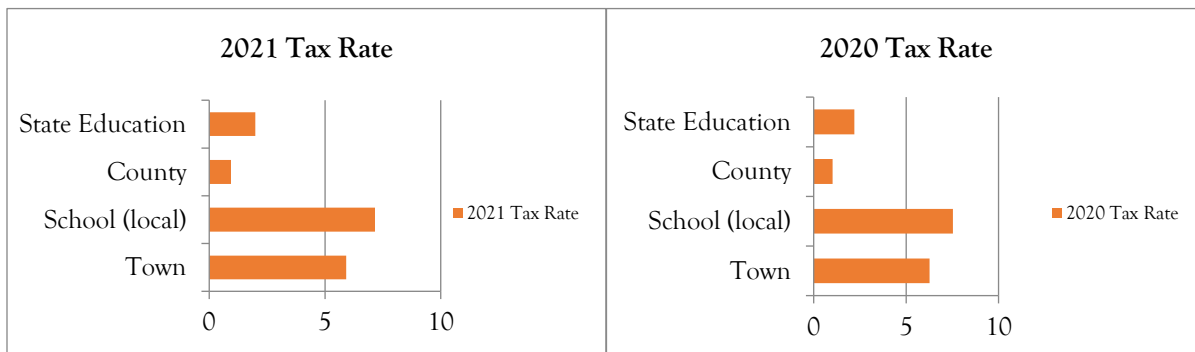 2021 Tax Rate
State Education
County
School (local)
Town
0 5 10
2021 Tax Rate
2020 Tax Rate
State Education
County
School (local)
Town
0 5 10
2020 Tax Rate